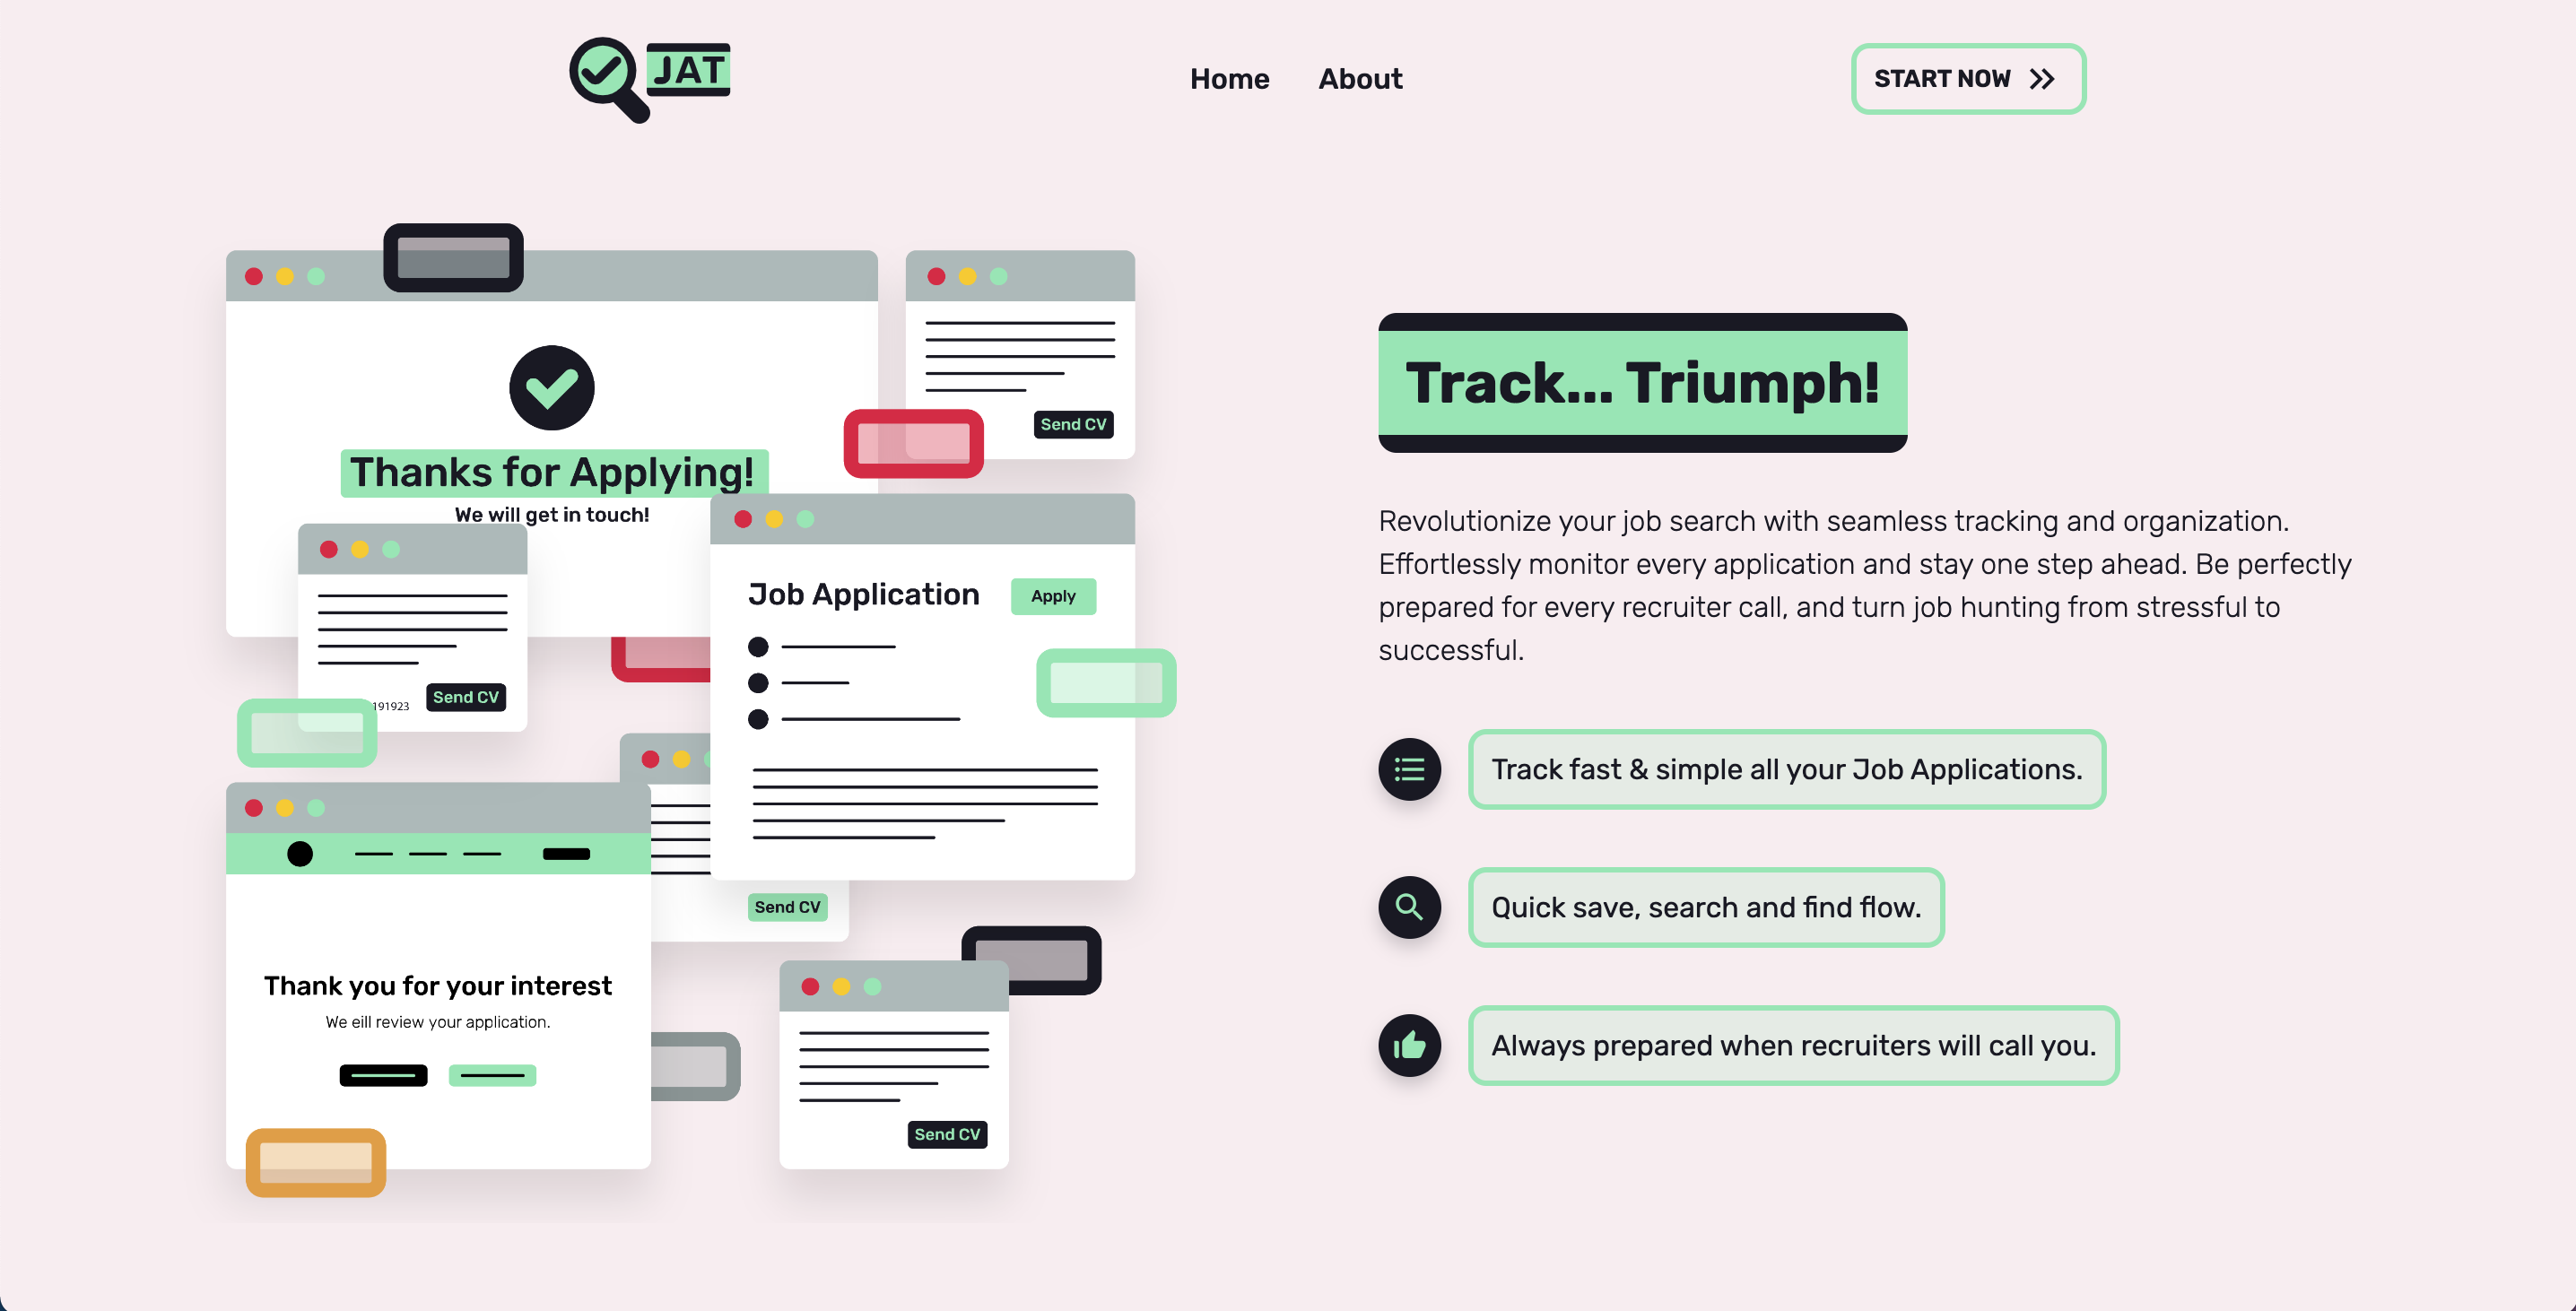 JAT
Home
About
START NOW
Thanks for Applying!
We will get in touch!
Send CV
Job Application
Apply
191923
Send CV
Send CV
Thank you for your interest
We eill review your application.
Send CV
Track... Triumph!
Revolutionize your job search with seamless tracking and organization.
Effortlessly monitor every application and stay one step ahead. Be perfectly
prepared for every recruiter call, and turn job hunting from stressful to
successful.
Track fast & simple all your Job Applications.
Quick save, search and find flow.
Always prepared when recruiters will call you.